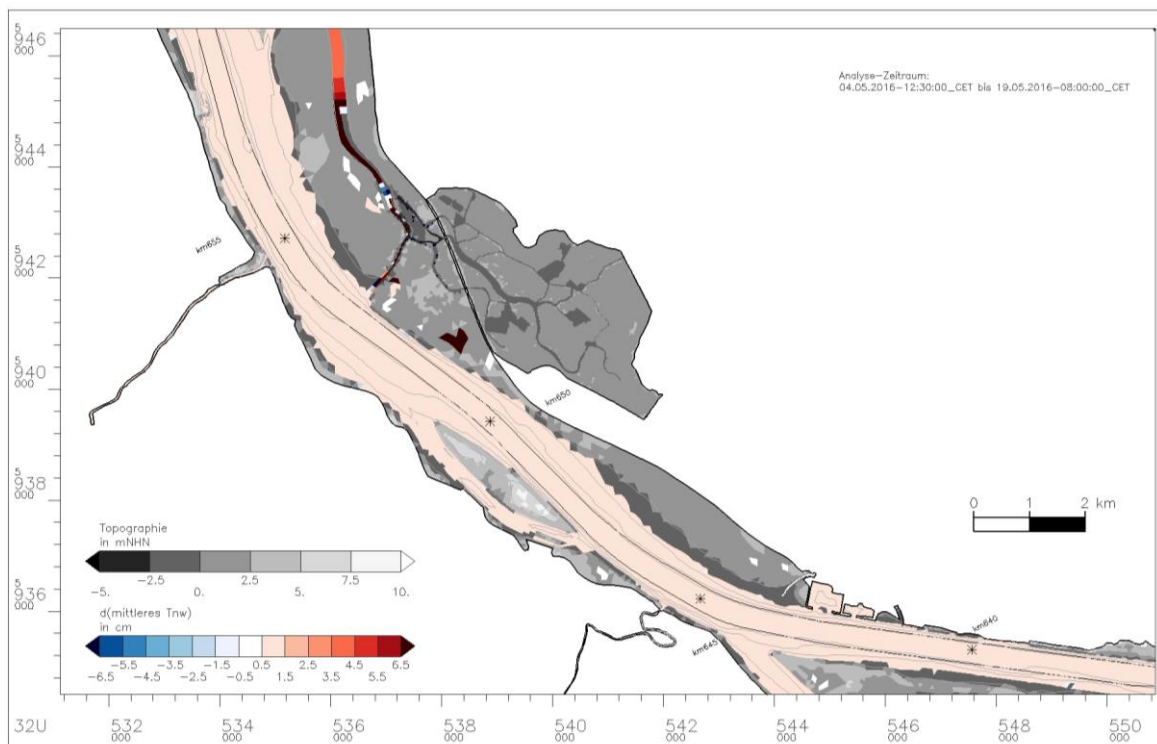 5
946
000
Analyse-Zeitraum:
04.05.2016-12:30:00_CET bis 19.05.2016-08:00:00_CET
5
944
000
km655
5
942
000
5
940
000
km650
5
938
000
0 1 2 km
Topographie
in mNHN
-2.5 2.5 7.5
-5. 0. 5. 10.
5
936
000
d(mittleres Tnw)
in cm
km640
km645
-5.5 -3.5 -1.5 0.5 2.5 4.5 6.5
-6.5 -4.5 -2.5 -0.5 1.5 3.5 5.5
32U 532 534 536 538 540 542 544 546 548 550
000 000 000 000 000 000 000 000 000 000